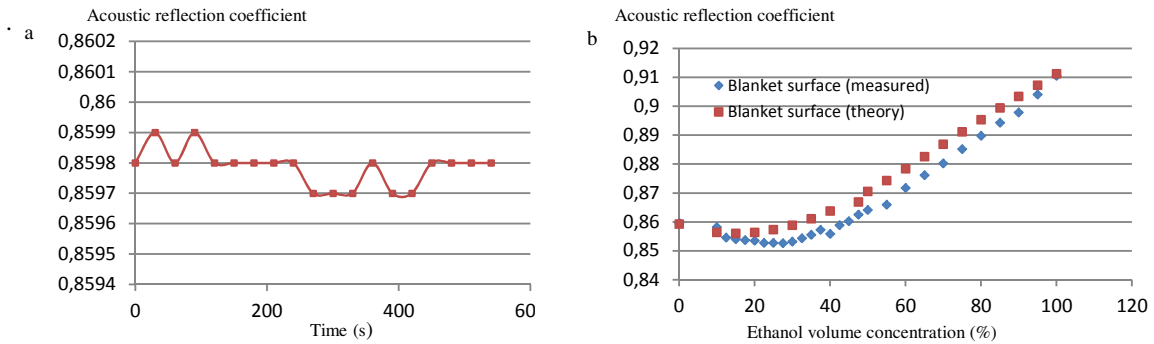 Acoustic reflection coefficient
. a
0,8602
0,8601
0,86
0,8599
0,8598
0,8597
0,8596
0,8595
0,8594
0 200 400 60
Time (s)
Acoustic reflection coefficient
b
0,92
0,91
0,9
0,89
0,88
0,87
0,86
0,85
0,84
Blanket surface (measured)
Blanket surface (theory)
0 20 40 60 80 100 120
Ethanol volume concentration (%)